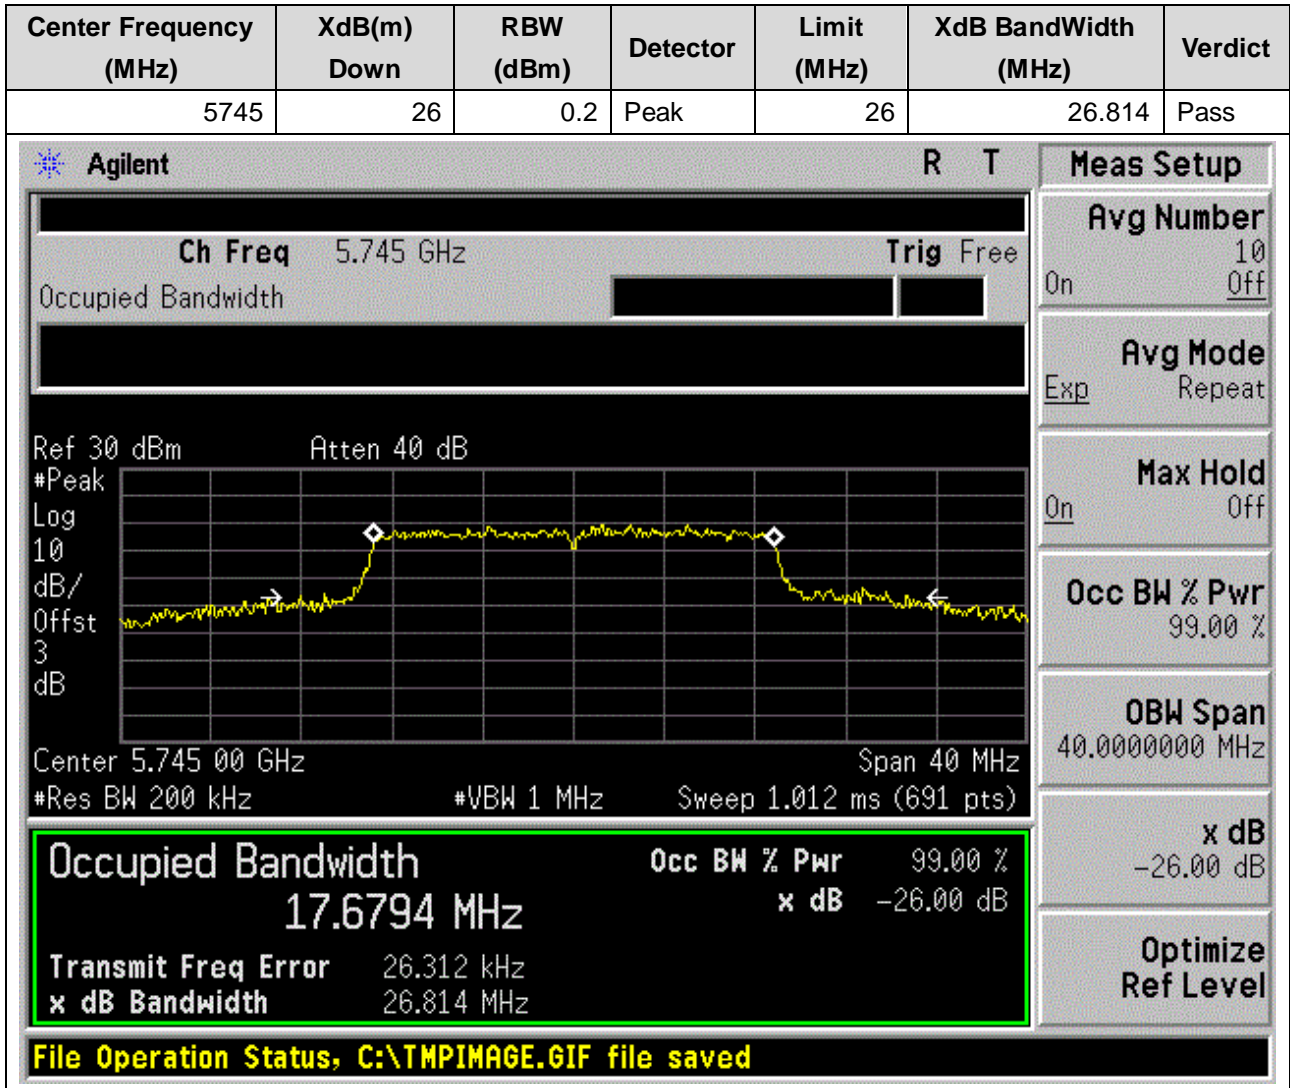 Center Frequency (MHz) XdB(m) Down RBW (dBm) Detector Limit (MHz) XdB BandWidth (MHz) Verdict
5745 26 0.2 Peak 26 26.814 Pass
Agilent R T Meas Setup
Ch Freq 5.745 GHz Trig Free
Occupied Bandwidth
Avg Number
10
On Off
Avg Mode
Exp Repeat
Max Hold
On Off
Occ BW % Pwr
99.00 %
OBW Span
40.0000000 MHz
x dB
-26.00 dB
Optimize
Ref Level
Ref 30 dBm Atten 40 dB
#Peak
Log
10
dB/
Offst
3
dB
Center 5.745 00 GHz Span 40 MHz
#Res BW 200 kHz #VBW 1 MHz Sweep 1.012 ms (691 pts)
Occupied Bandwidth
17.6794 MHz
Occ BW % Pwr 99.00 %
x dB -26.00 dB
Transmit Freq Error 26.312 kHz
x dB Bandwidth 26.814 MHz
File Operation Status, C:\TMPIMAGE.GIF file saved